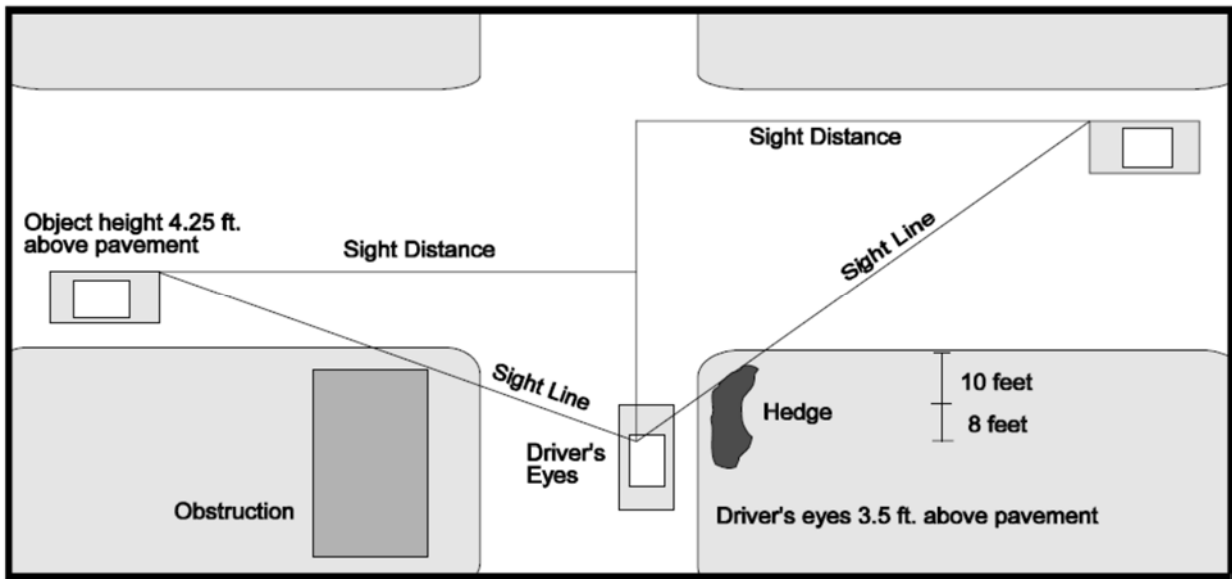 Sight Distance
Object height 4.25 ft.
above pavement
Sight Distance
Sight Line
Sight Line
10 feet
Hedge
8 feet
Driver's
Eyes
Obstruction
Driver's eyes 3.5 ft. above pavement